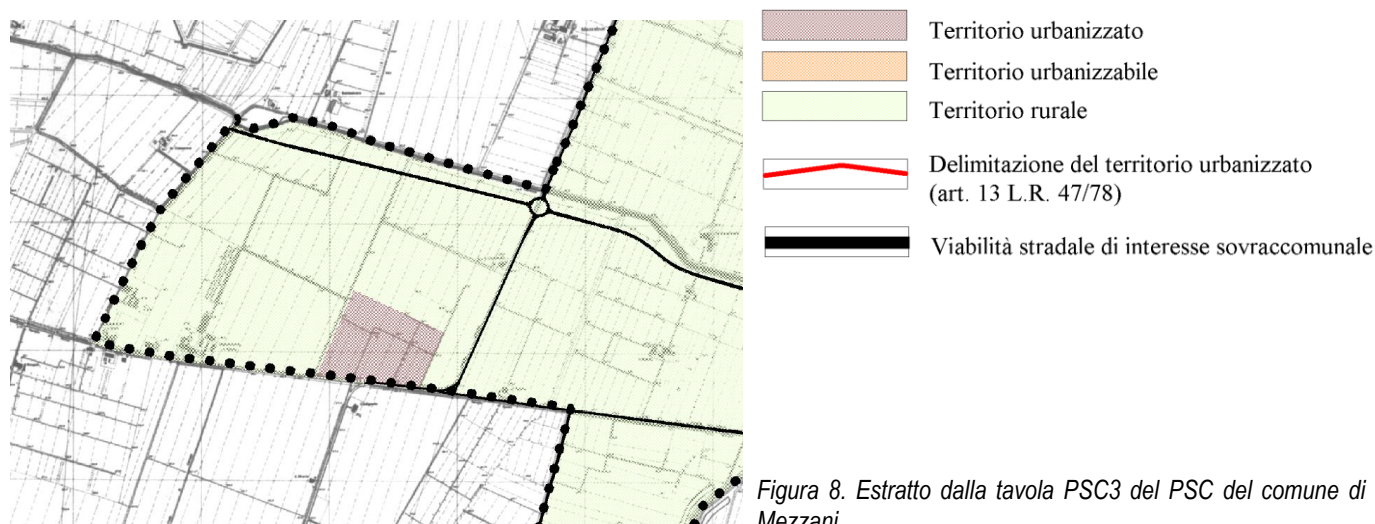 Territorio urbanizzato
Territorio urbanizzabile
Territorio rurale
Delimitazione del territorio urbanizzato
(art. 13 L.R. 47/78)
Viabilità stradale di interesse sovraccomunale
Figura 8. Estratto dalla tavola PSC3 del PSC del comune di
Mezzani